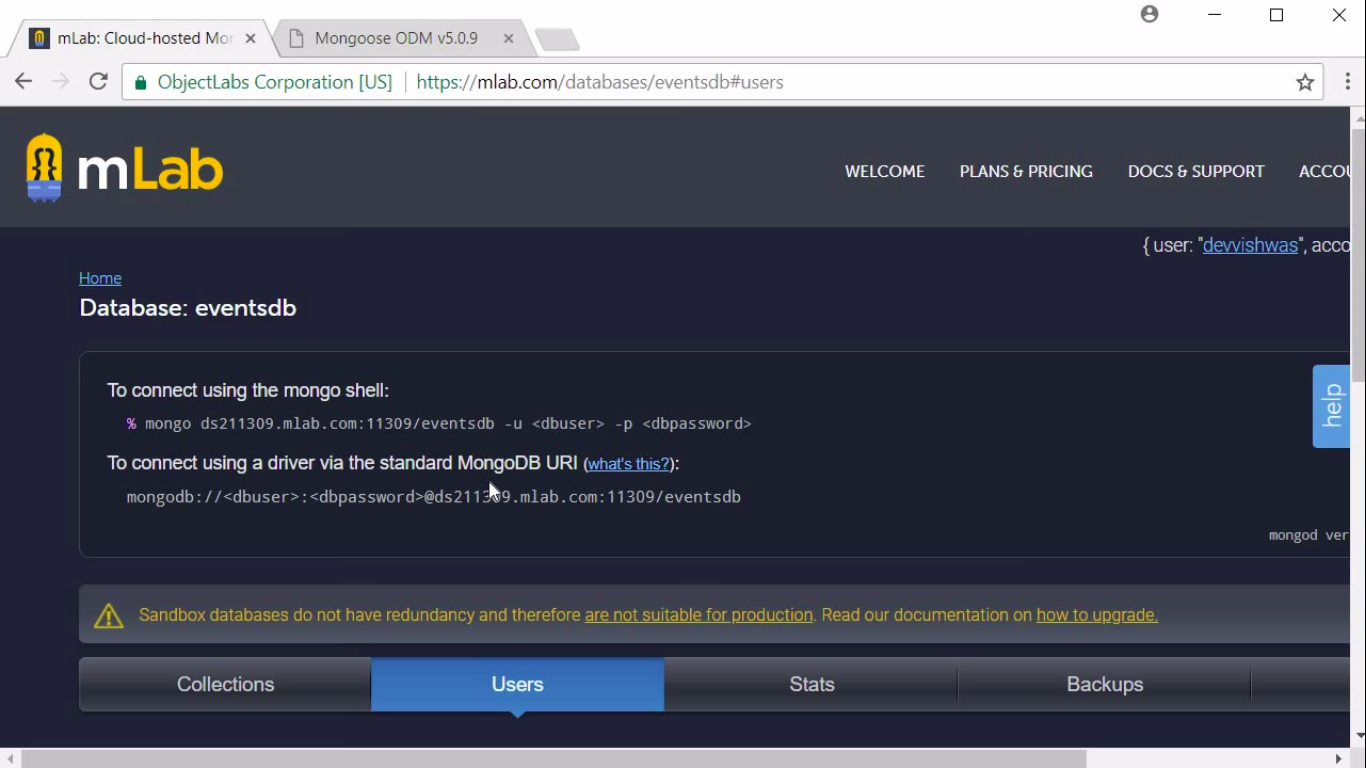 mLab: Cloud-hosted Mo
Mongoose ODM v5.0.9
ObjectLabs Corporation [US]
https://mlab.com/databases/eventsdb#users
mLab
WELCOME
PLANS & PRICING
DOCS & SUPPORT
ACCOU
{ user: "devvishwas", acco
Home
Database: eventsdb
To connect using the mongo shell:
% mongo ds211309.mlab.com:11309/eventsdb -u <dbuser> -p <dbpassword>
help
To connect using a driver via the standard MongoDB URI (what's this?):
mongodb://<dbuser>:<dbpassword>@ds211309.mlab.com:11309/eventsdb
mongod ver
Sandbox databases do not have redundancy and therefore are not suitable for production. Read our documentation on how to upgrade.
Collections
Users
Stats
Backups